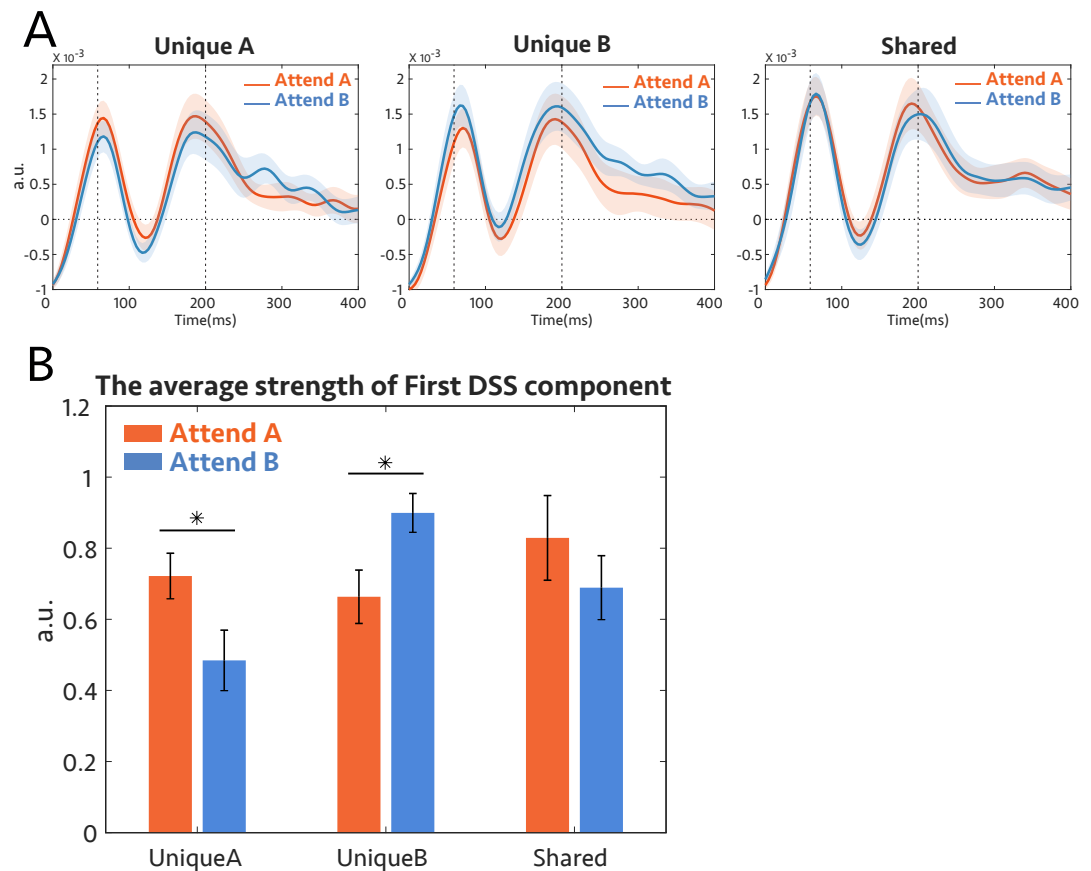 A
Unique A
X 10⁻³
2
1.5
1
0.5
0
-0.5
-1
a.u.
Attend A
Attend B
0 100 200 300 400
Time(ms)
Unique B
X 10⁻³
2
1.5
1
0.5
0
-0.5
-1
Attend A
Attend B
0 100 200 300 400
Time(ms)
Shared
X 10⁻³
2
1.5
1
0.5
0
-0.5
-1
Attend A
Attend B
0 100 200 300 400
Time(ms)
B
The average strength of First DSS component
1.2
1
0.8
0.6
0.4
0.2
0
a.u.
Attend A
Attend B
*
*
UniqueA UniqueB Shared